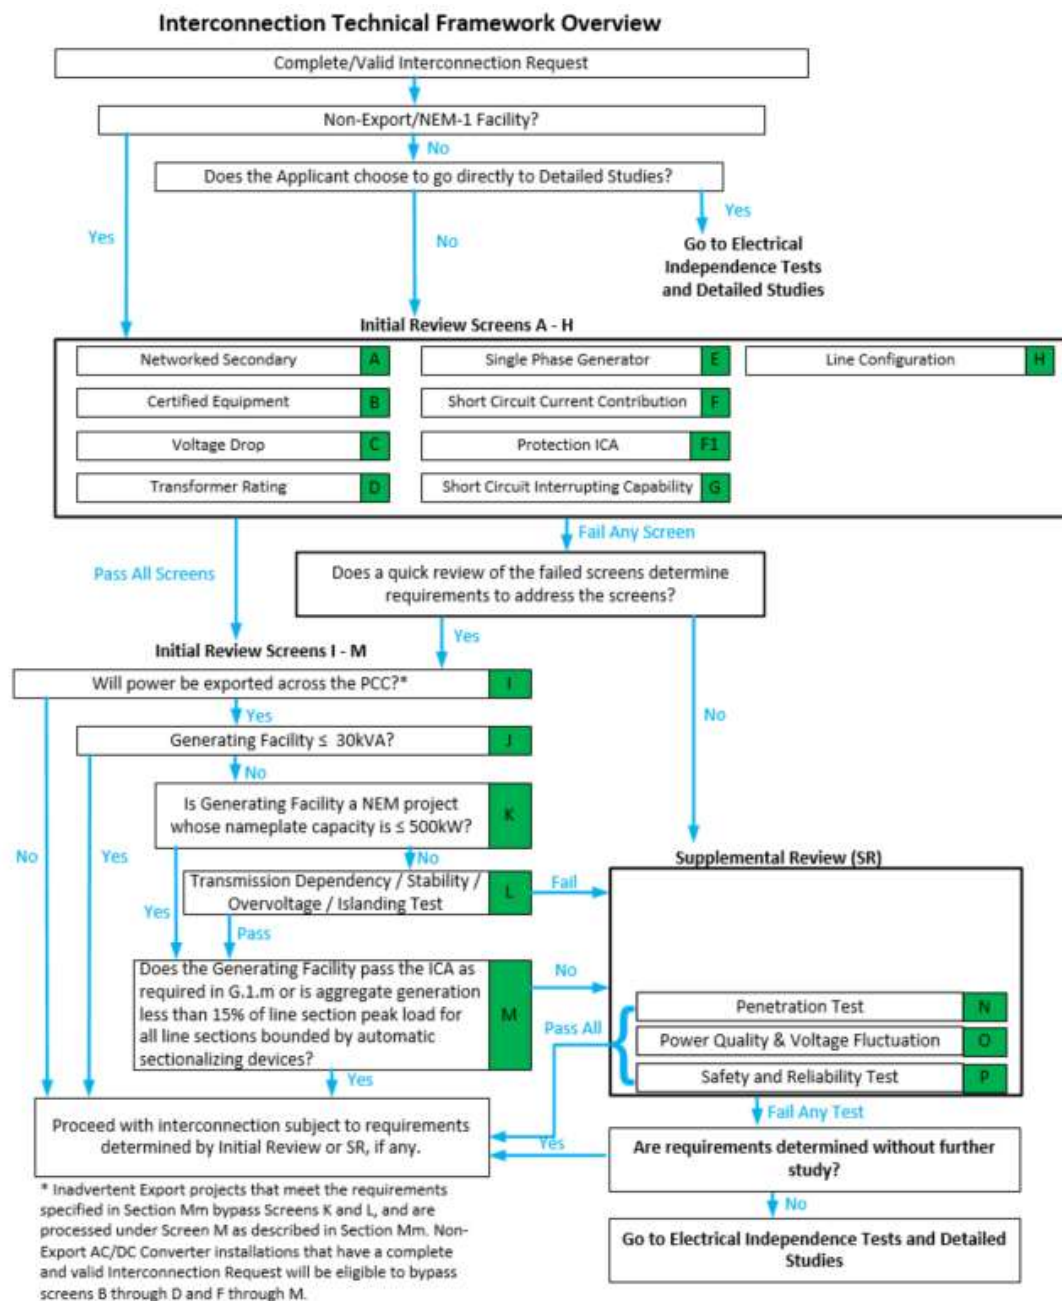 Interconnection Technical Framework Overview
Complete/Valid Interconnection Request
Non-Export/NEM-1 Facility?
No
Does the Applicant choose to go directly to Detailed Studies?
Yes
No
Yes
Go to Electrical
Independence Tests
and Detailed Studies
Initial Review Screens A - H
Networked Secondary A
Single Phase Generator E
Line Configuration H
Certified Equipment B
Short Circuit Current Contribution F
Voltage Drop C
Protection ICA F1
Transformer Rating D
Short Circuit Interrupting Capability G
Fail Any Screen
Pass All Screens
Does a quick review of the failed screens determine
requirements to address the screens?
Yes
Initial Review Screens I - M
Will power be exported across the PCC?* I
Yes
No
Generating Facility ≤ 30kVA? J
No
Is Generating Facility a NEM project
whose nameplate capacity is ≤ 500kW?
K
No
Yes
No
Supplemental Review (SR)
Transmission Dependency / Stability /
Overvoltage / Islanding Test
L
Fail
Yes
Pass
Does the Generating Facility pass the ICA as
required in G.1.m or is aggregate generation
less than 15% of line section peak load for
all line sections bounded by automatic
sectionalizing devices?
M
No
Penetration Test N
Pass All
Power Quality & Voltage Fluctuation O
Safety and Reliability Test P
Yes
Fail Any Test
Proceed with interconnection subject to requirements
determined by Initial Review or SR, if any.
Yes
Are requirements determined without further
study?
No
Go to Electrical Independence Tests and Detailed
Studies
* Inadvertent Export projects that meet the requirements
specified in Section Mm bypass Screens K and L, and are
processed under Screen M as described in Section Mm. Non-
Export AC/DC Converter installations that have a complete
and valid Interconnection Request will be eligible to bypass
screens B through D and F through M.